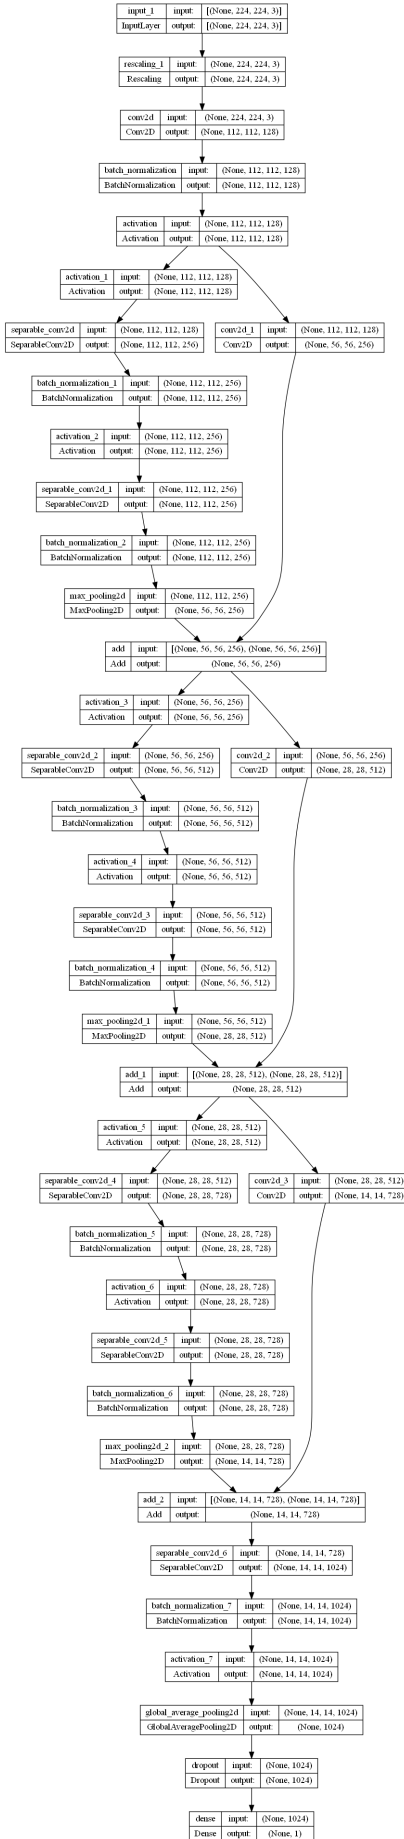 input_1 input: [(None, 224, 224, 3)]
InputLayer output: [(None, 224, 224, 3)]
rescaling_1 input: (None, 224, 224, 3)
Rescaling output: (None, 224, 224, 3)
conv2d input: (None, 224, 224, 3)
Conv2D output: (None, 112, 112, 128)
batch_normalization input: (None, 112, 112, 128)
BatchNormalization output: (None, 112, 112, 128)
activation input: (None, 112, 112, 128)
Activation output: (None, 112, 112, 128)
activation_1 input: (None, 112, 112, 128)
Activation output: (None, 112, 112, 128)
separable_conv2d input: (None, 112, 112, 128)
SeparableConv2D output: (None, 112, 112, 256)
conv2d_1 input: (None, 112, 112, 128)
Conv2D output: (None, 56, 56, 256)
batch_normalization_1 input: (None, 112, 112, 256)
BatchNormalization output: (None, 112, 112, 256)
activation_2 input: (None, 112, 112, 256)
Activation output: (None, 112, 112, 256)
separable_conv2d_1 input: (None, 112, 112, 256)
SeparableConv2D output: (None, 112, 112, 256)
batch_normalization_2 input: (None, 112, 112, 256)
BatchNormalization output: (None, 112, 112, 256)
max_pooling2d input: (None, 112, 112, 256)
MaxPooling2D output: (None, 56, 56, 256)
add input: [(None, 56, 56, 256), (None, 56, 56, 256)]
Add output: (None, 56, 56, 256)
activation_3 input: (None, 56, 56, 256)
Activation output: (None, 56, 56, 256)
separable_conv2d_2 input: (None, 56, 56, 256)
SeparableConv2D output: (None, 56, 56, 512)
conv2d_2 input: (None, 56, 56, 256)
Conv2D output: (None, 28, 28, 512)
batch_normalization_3 input: (None, 56, 56, 512)
BatchNormalization output: (None, 56, 56, 512)
activation_4 input: (None, 56, 56, 512)
Activation output: (None, 56, 56, 512)
separable_conv2d_3 input: (None, 56, 56, 512)
SeparableConv2D output: (None, 56, 56, 512)
batch_normalization_4 input: (None, 56, 56, 512)
BatchNormalization output: (None, 56, 56, 512)
max_pooling2d_1 input: (None, 56, 56, 512)
MaxPooling2D output: (None, 28, 28, 512)
add_1 input: [(None, 28, 28, 512), (None, 28, 28, 512)]
Add output: (None, 28, 28, 512)
activation_5 input: (None, 28, 28, 512)
Activation output: (None, 28, 28, 512)
separable_conv2d_4 input: (None, 28, 28, 512)
SeparableConv2D output: (None, 28, 28, 728)
conv2d_3 input: (None, 28, 28, 512)
Conv2D output: (None, 14, 14, 728)
batch_normalization_5 input: (None, 28, 28, 728)
BatchNormalization output: (None, 28, 28, 728)
activation_6 input: (None, 28, 28, 728)
Activation output: (None, 28, 28, 728)
separable_conv2d_5 input: (None, 28, 28, 728)
SeparableConv2D output: (None, 28, 28, 728)
batch_normalization_6 input: (None, 28, 28, 728)
BatchNormalization output: (None, 28, 28, 728)
max_pooling2d_2 input: (None, 28, 28, 728)
MaxPooling2D output: (None, 14, 14, 728)
add_2 input: [(None, 14, 14, 728), (None, 14, 14, 728)]
Add output: (None, 14, 14, 728)
separable_conv2d_6 input: (None, 14, 14, 728)
SeparableConv2D output: (None, 14, 14, 1024)
batch_normalization_7 input: (None, 14, 14, 1024)
BatchNormalization output: (None, 14, 14, 1024)
activation_7 input: (None, 14, 14, 1024)
Activation output: (None, 14, 14, 1024)
global_average_pooling2d input: (None, 14, 14, 1024)
GlobalAveragePooling2D output: (None, 1024)
dropout input: (None, 1024)
Dropout output: (None, 1024)
dense input: (None, 1024)
Dense output: (None, 1)